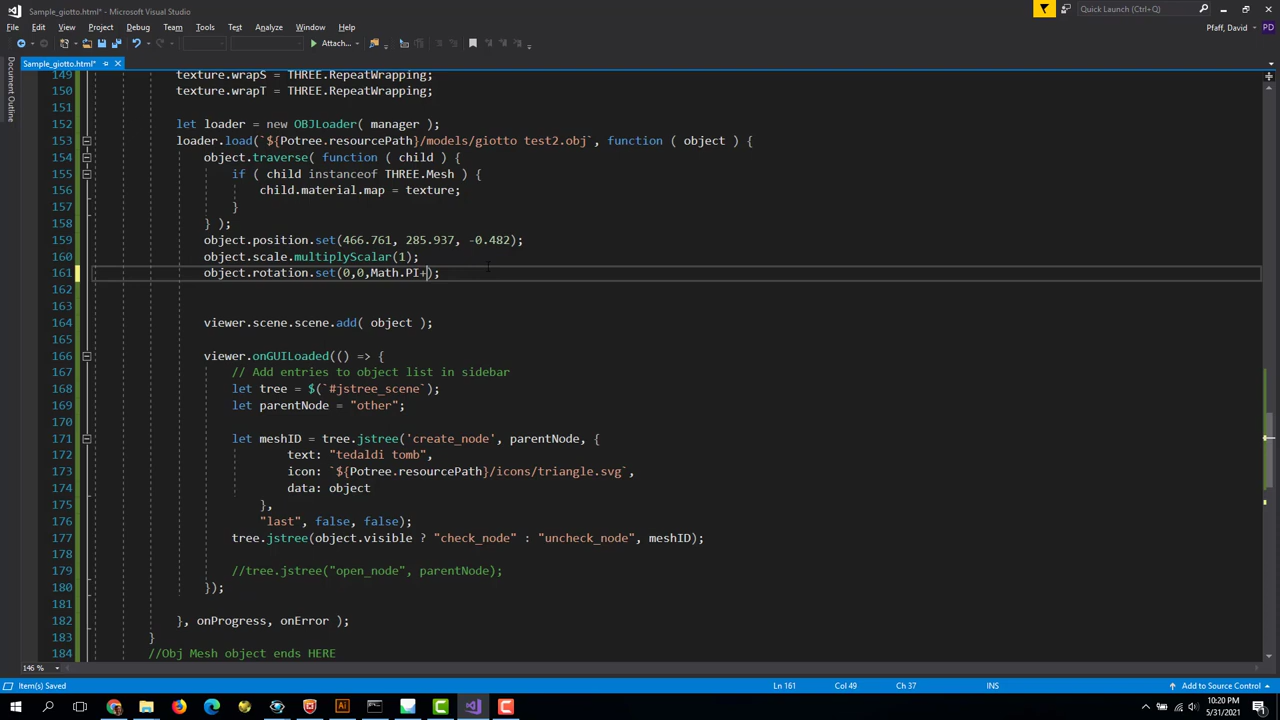 Sample_giotto.html* - Microsoft Visual Studio
Quick Launch (Ctrl+Q)
File Edit View Project Debug Team Tools Test Analyze Window Help
Pfaff, David PD
Attach...
Document Outline
Sample_giotto.html*
149 texture.wrapS = THREE.RepeatWrapping;
150 texture.wrapT = THREE.RepeatWrapping;
151
152 let loader = new OBJLoader( manager );
153 loader.load(`${Potree.resourcePath}/models/giotto test2.obj`, function ( object ) {
154 object.traverse( function ( child ) {
155 if ( child instanceof THREE.Mesh ) {
156 child.material.map = texture;
157 }
158 } );
159 object.position.set(466.761, 285.937, -0.482);
160 object.scale.multiplyScalar(1);
161 object.rotation.set(0,0,Math.PI+);
162
163
164 viewer.scene.scene.add( object );
165
166 viewer.onGUILoaded(() => {
167 // Add entries to object list in sidebar
168 let tree = $(`#jstree_scene`);
169 let parentNode = "other";
170
171 let meshID = tree.jstree('create_node', parentNode, {
172 text: "tedaldi tomb",
173 icon: `${Potree.resourcePath}/icons/triangle.svg`,
174 data: object
175 },
176 "last", false, false);
177 tree.jstree(object.visible ? "check_node" : "uncheck_node", meshID);
178
179 //tree.jstree("open_node", parentNode);
180 });
181
182 }, onProgress, onError );
183 }
184 //Obj Mesh object ends HERE
146 %
Item(s) Saved Ln 161 Col 49 Ch 37 INS Add to Source Control
10:20 PM
5/31/2021